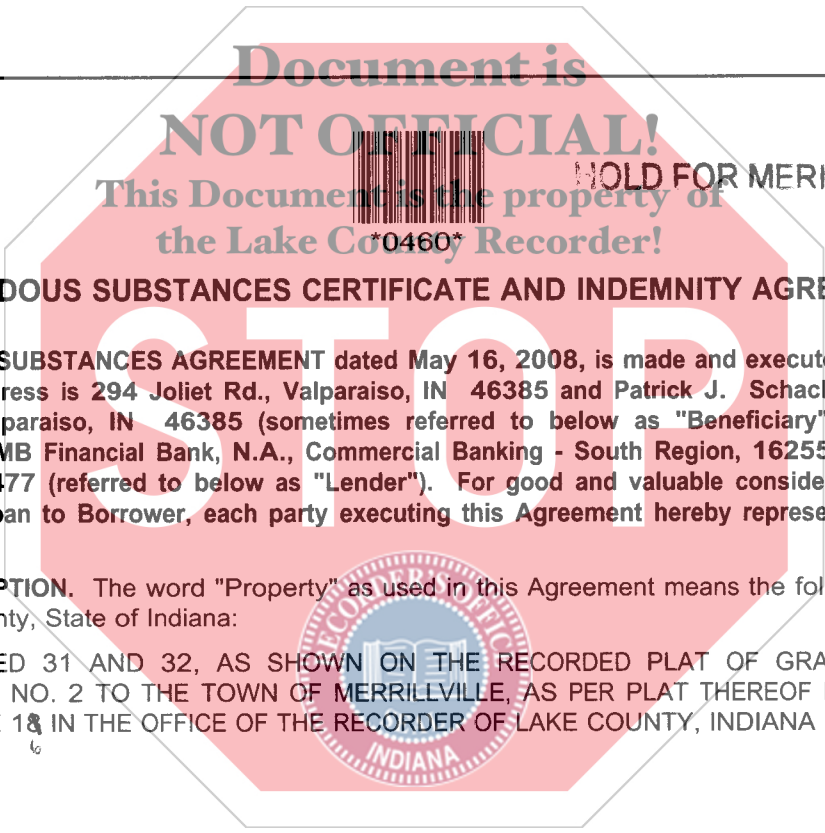 Document is
NOT OFFICIAL!
HOLD FOR MERI
This Document is the property of
the Lake County Recorder!
*0460*
DOUS SUBSTANCES CERTIFICATE AND INDEMNITY AGRE
STOP
SUBSTANCES AGREEMENT dated May 16, 2008, is made and execut
ress is 294 Joliet Rd., Valparaiso, IN 46385 and Patrick J. Schac
paraiso, IN 46385 (sometimes referred to below as "Beneficiary"
MB Financial Bank, N.A., Commercial Banking - South Region, 16255
477 (referred to below as "Lender"). For good and valuable conside
oan to Borrower, each party executing this Agreement hereby represe
PTION. The word "Property" as used in this Agreement means the fol
nty, State of Indiana:
ED 31 AND 32, AS SHOWN ON THE RECORDED PLAT OF GRA
NO. 2 TO THE TOWN OF MERRILLVILLE, AS PER PLAT THEREOF
IN THE OFFICE OF THE RECORDER OF LAKE COUNTY, INDIANA
RECORDER'S OFFICE
INDIANA